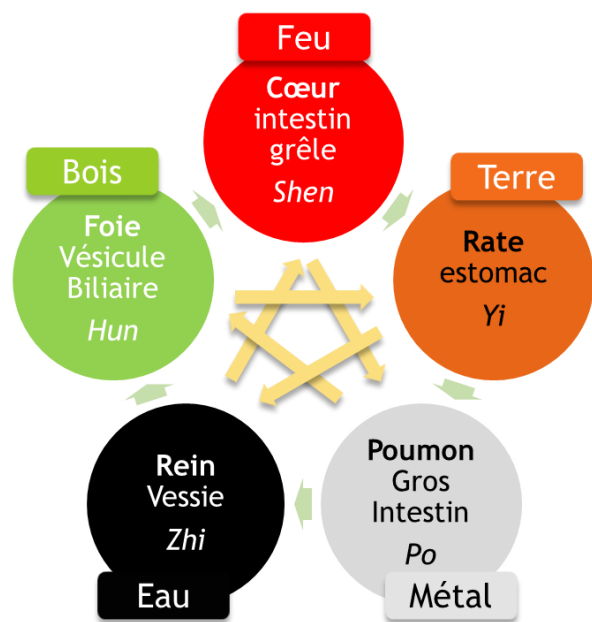 Feu
Cœur
intestin
grêle
Shen
Bois
Foie
Vésicule
Biliaire
Hun
Terre
Rate
estomac
Yi
Rein
Vessie
Zhi
Eau
Poumon
Gros
Intestin
Po
Métal